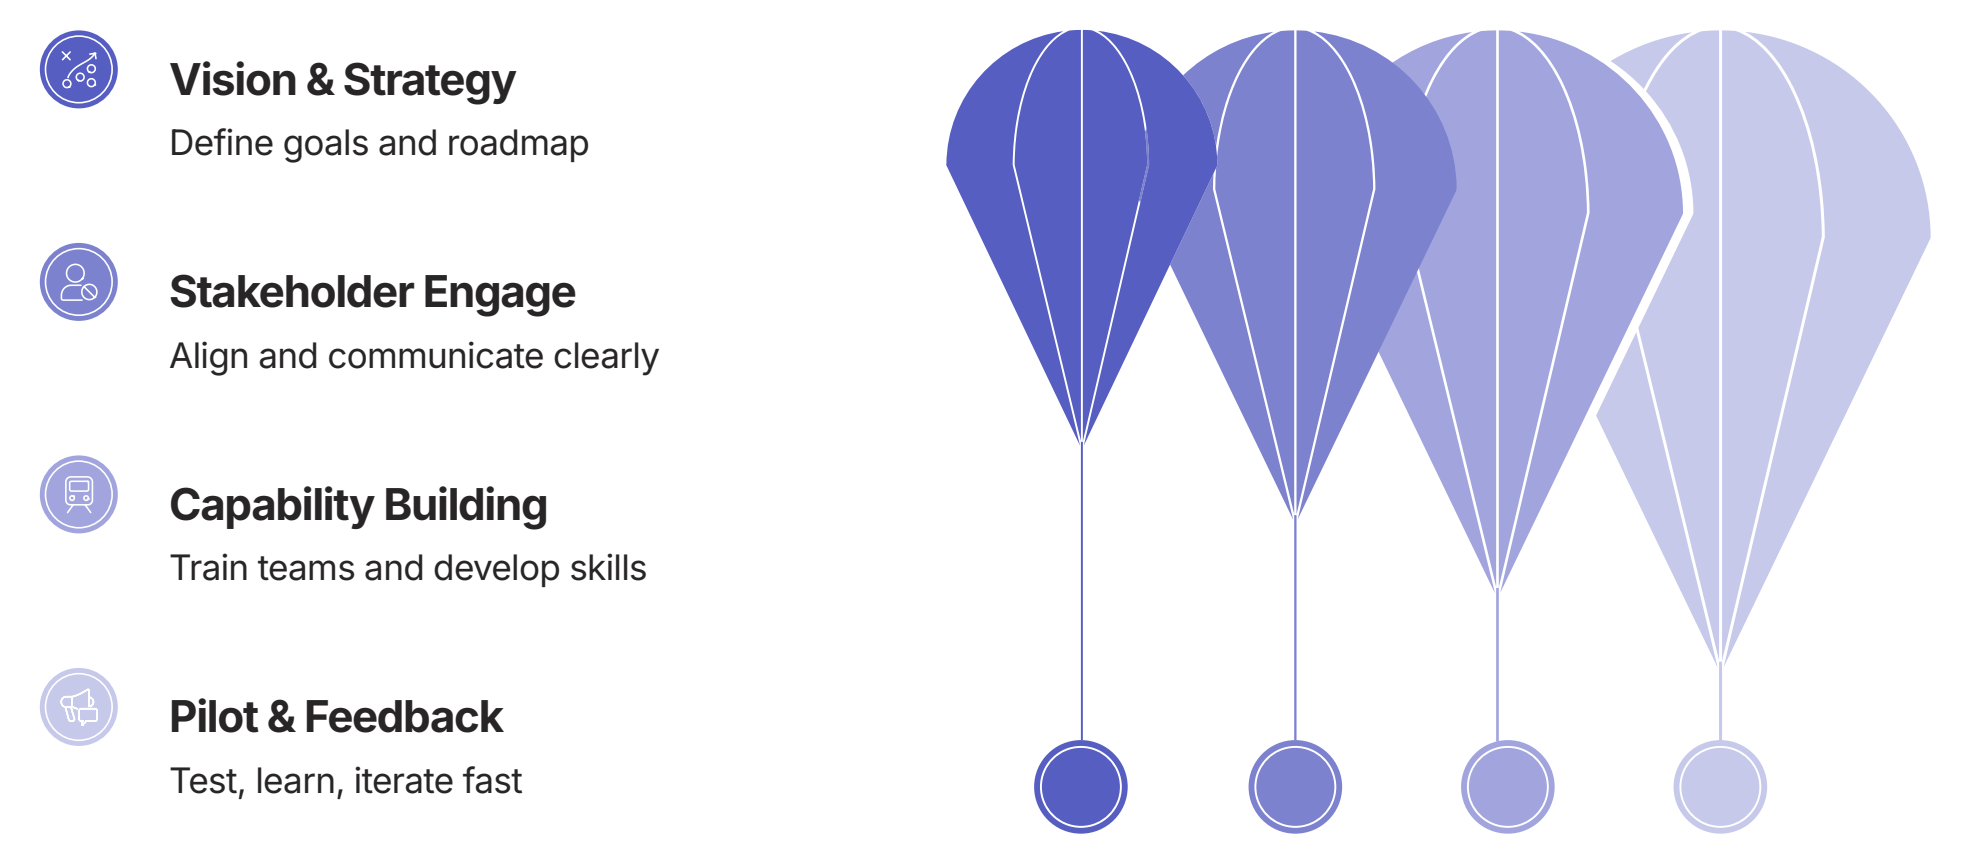 Vision & Strategy
Define goals and roadmap
Stakeholder Engage
Align and communicate clearly
Capability Building
Train teams and develop skills
Pilot & Feedback
Test, learn, iterate fast